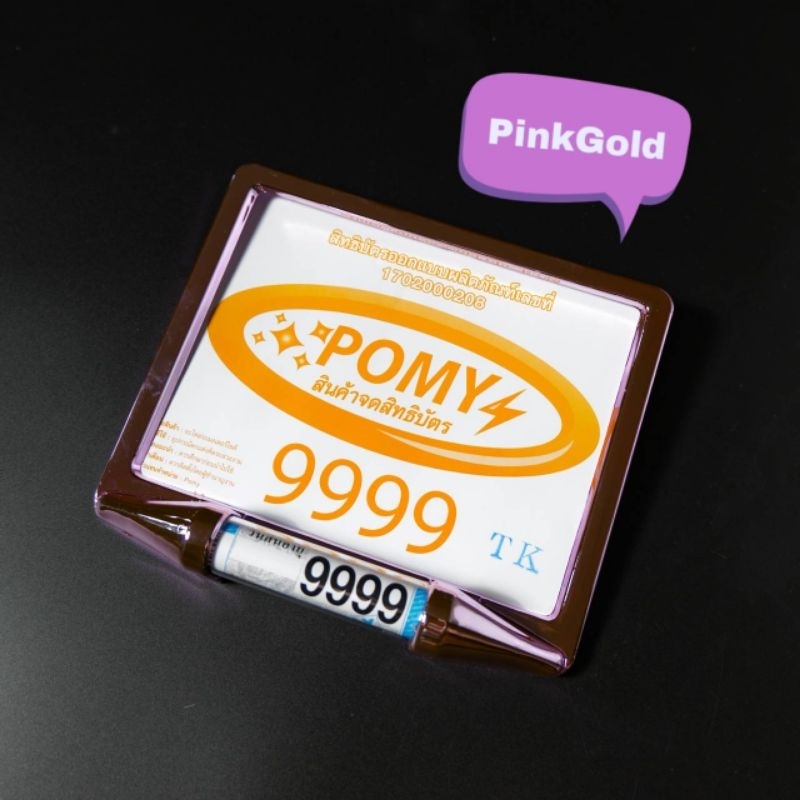 PinkGold
สิทธิบัตรออกแบบผลิตภัณฑ์เลขที่
1702000208
POMY
สินค้าจดสิทธิบัตร
9999
TK
: Pomy
9999